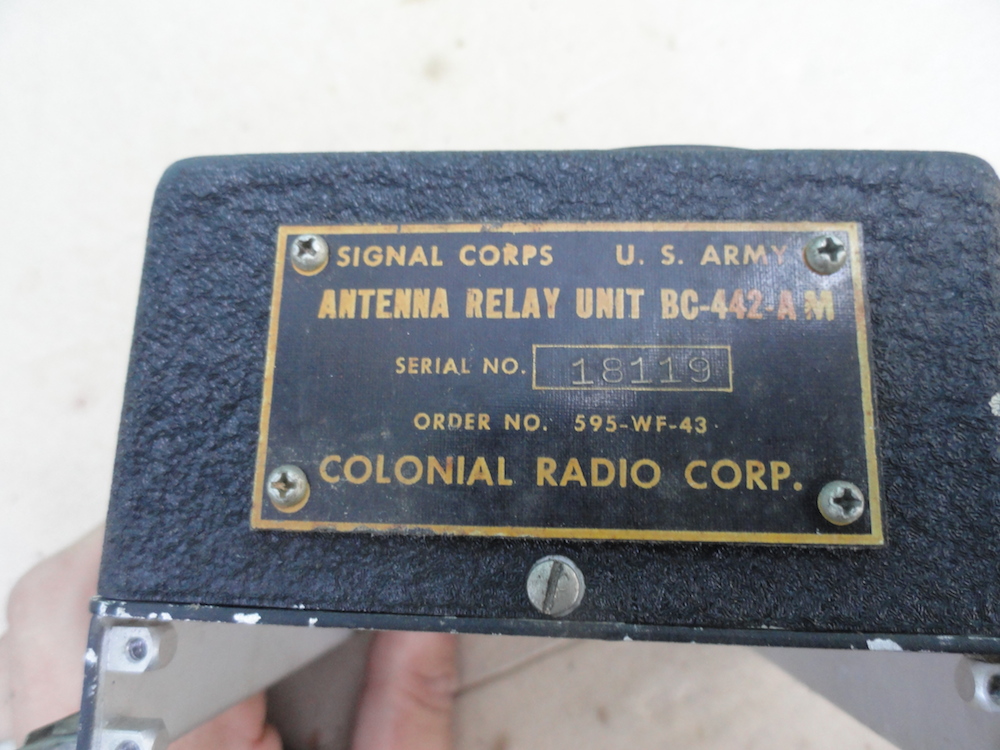 SIGNAL CORPS U. S. ARMY
ANTENNA RELAY UNIT BC-442-AM
SERIAL NO. 18119
ORDER NO. 595-WF-43
COLONIAL RADIO CORP.